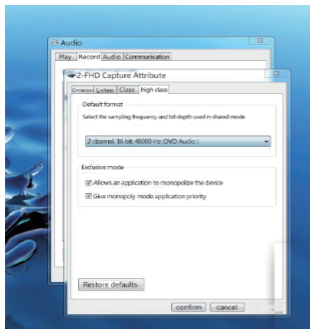 Audio
Play Record Audio Communication
2-FHD Capture Attribute
Common Listen Class high class
Default format
Select the sampling frequency and bit depth used in shared mode
2 channel, 16 bit, 48000 Hz (DVD Audio )
Exclusive mode
Allows an application to monopolize the device
Give monopoly mode application priority
Restore defaults
confirm cancel